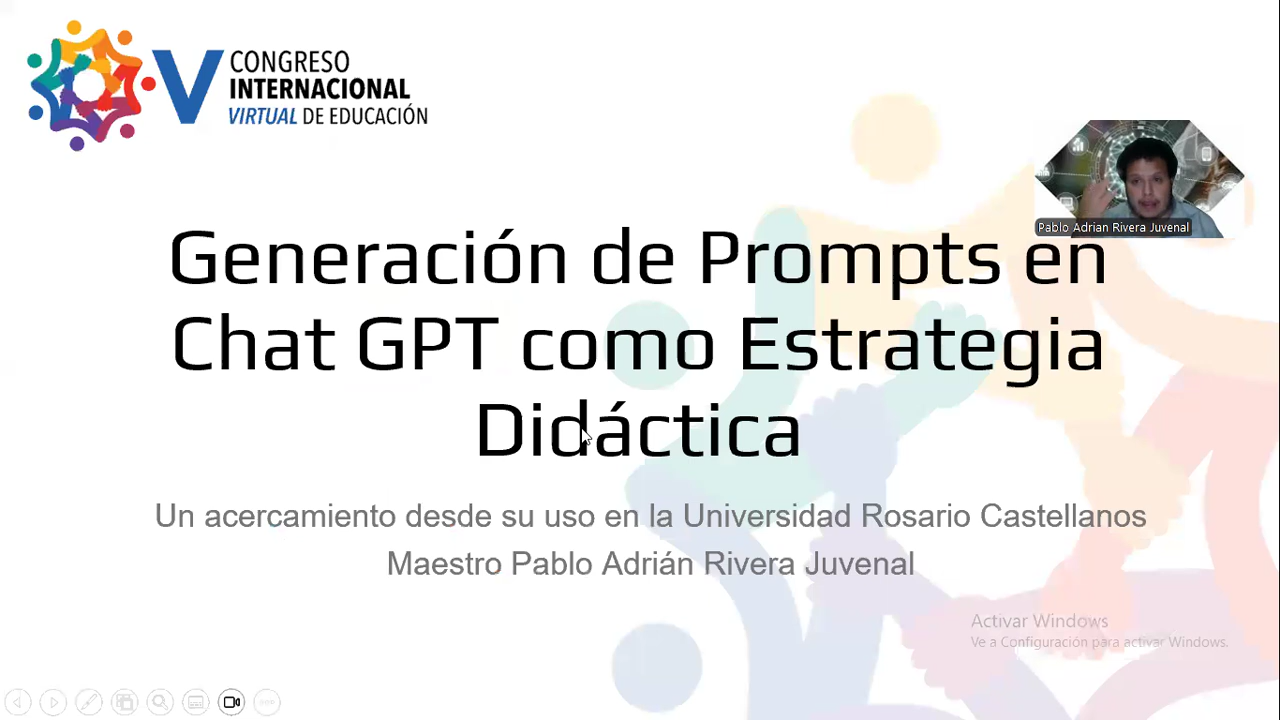 V CONGRESO
INTERNACIONAL
VIRTUAL DE EDUCACIÓN
Pablo Adrian Rivera Juvenal
Generación de Prompts en
Chat GPT como Estrategia
Didáctica
Un acercamiento desde su uso en la Universidad Rosario Castellanos
Maestro Pablo Adrián Rivera Juvenal
Activar Windows
Ve a Configuración para activar Windows.